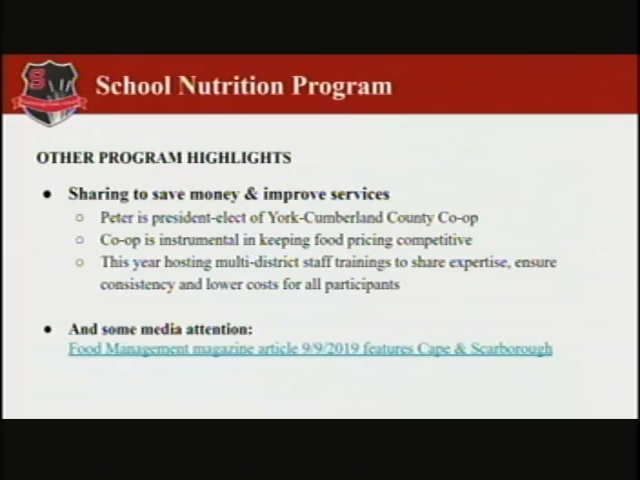 School Nutrition Program
OTHER PROGRAM HIGHLIGHTS
● Sharing to save money & improve services
○ Peter is president-elect of York-Cumberland County Co-op
○ Co-op is instrumental in keeping food pricing competitive
○ This year hosting multi-district staff trainings to share expertise, ensure
consistency and lower costs for all participants
● And some media attention:
Food Management magazine article 9/9/2019 features Cape & Scarborough